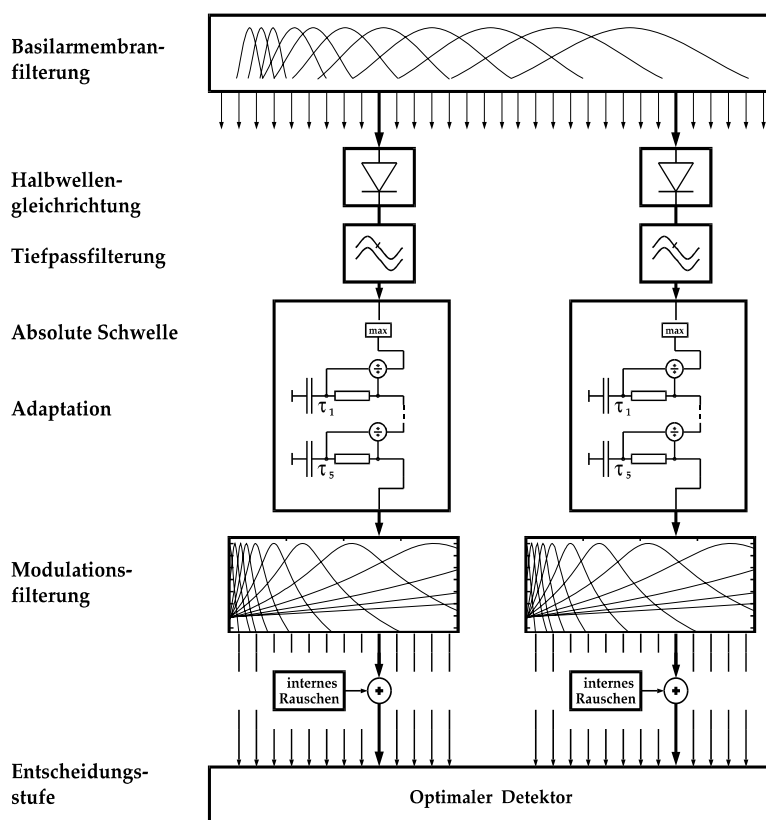 Basilarmembran-
filterung
Halbwellen-
gleichrichtung
Tiefpassfilterung
Absolute Schwelle
max
max
Adaptation
τ1
τ1
τ5
τ5
Modulations-
filterung
internes
Rauschen
internes
Rauschen
Entscheidungs-
stufe
Optimaler Detektor